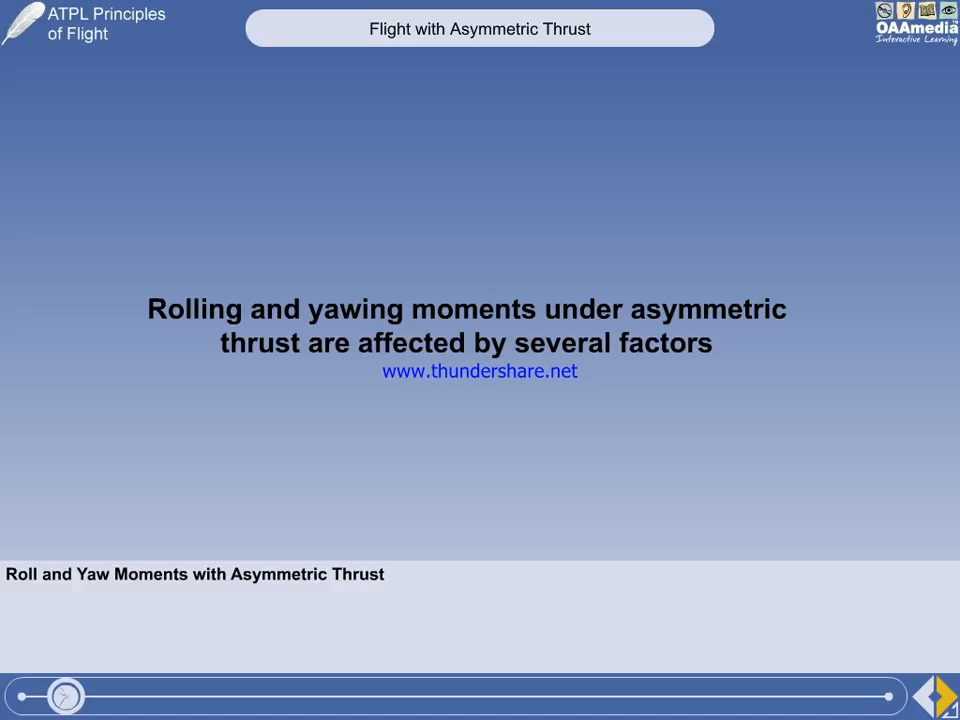 ATPL Principles
of Flight
Flight with Asymmetric Thrust
OAAmedia
Interactive Learning
Rolling and yawing moments under asymmetric
thrust are affected by several factors
www.thundershare.net
Roll and Yaw Moments with Asymmetric Thrust